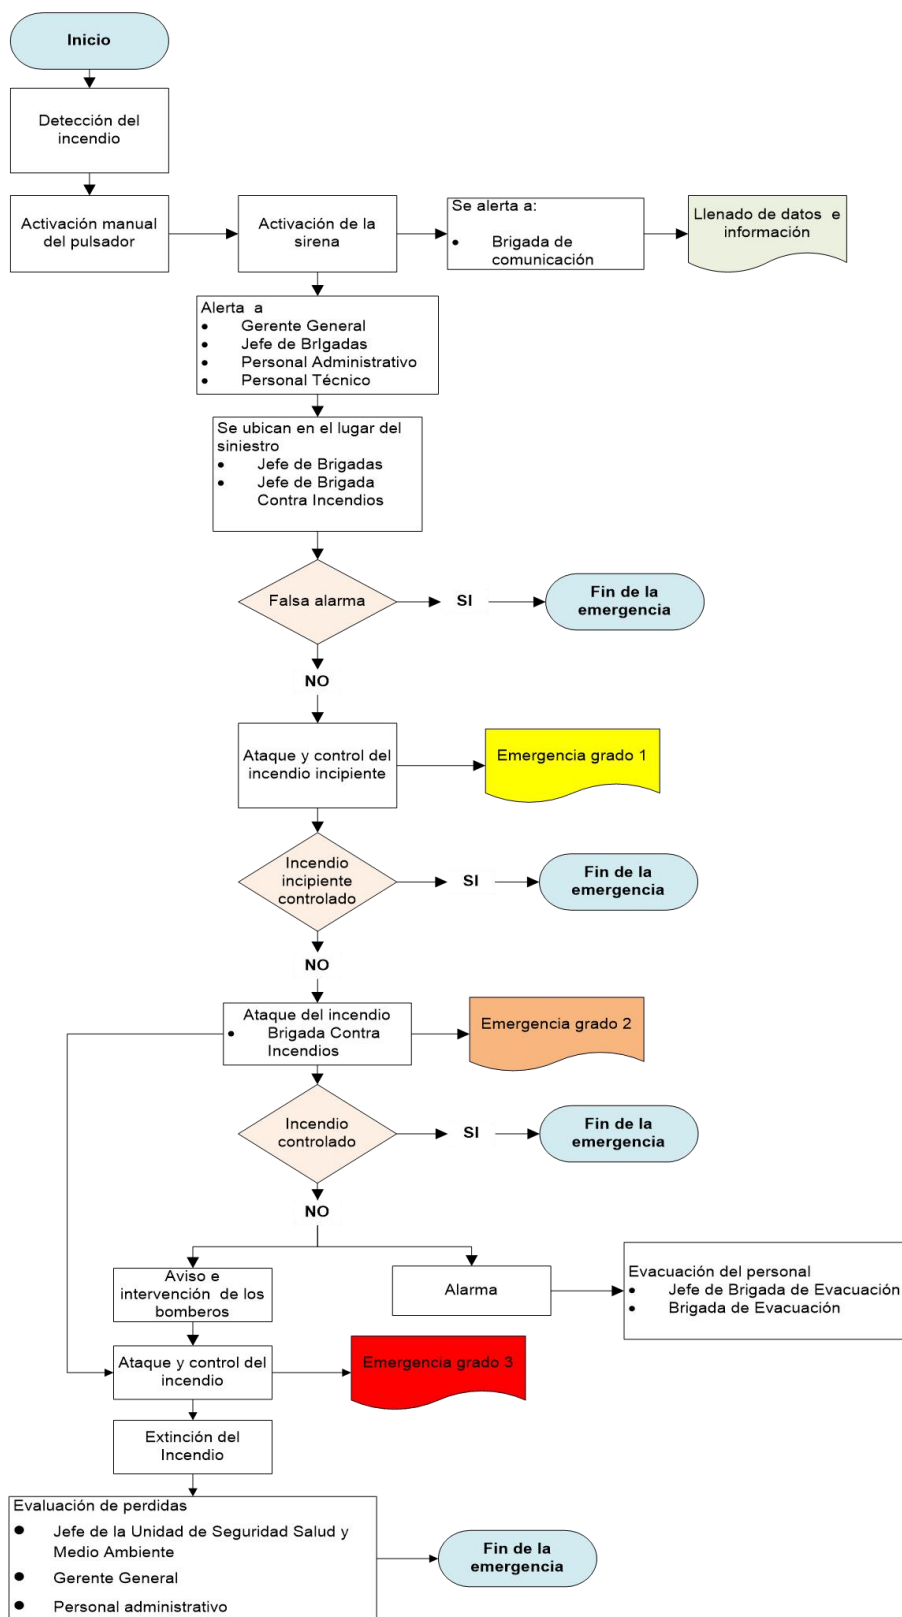 Inicio
Detección del
incendio
Activación manual
del pulsador
Activación de la
sirena
Se alerta a:
• Brigada de
comunicación
Llenado de datos e
información
Alerta a
• Gerente General
• Jefe de BrIgadas
• Personal Administrativo
• Personal Técnico
Se ubican en el lugar del
siniestro
• Jefe de Brigadas
• Jefe de Brigada
Contra Incendios
Falsa alarma
SI
Fin de la
emergencia
NO
Ataque y control del
incendio incipiente
Emergencia grado 1
Incendio
incipiente
controlado
SI
Fin de la
emergencia
NO
Ataque del incendio
• Brigada Contra
Incendios
Emergencia grado 2
Incendio
controlado
SI
Fin de la
emergencia
NO
Aviso e
intervención de los
bomberos
Alarma
Evacuación del personal
• Jefe de Brigada de Evacuación
• Brigada de Evacuación
Ataque y control del
incendio
Emergencia grado 3
Extinción del
Incendio
Evaluación de perdidas
• Jefe de la Unidad de Seguridad Salud y
Medio Ambiente
• Gerente General
• Personal administrativo
Fin de la
emergencia